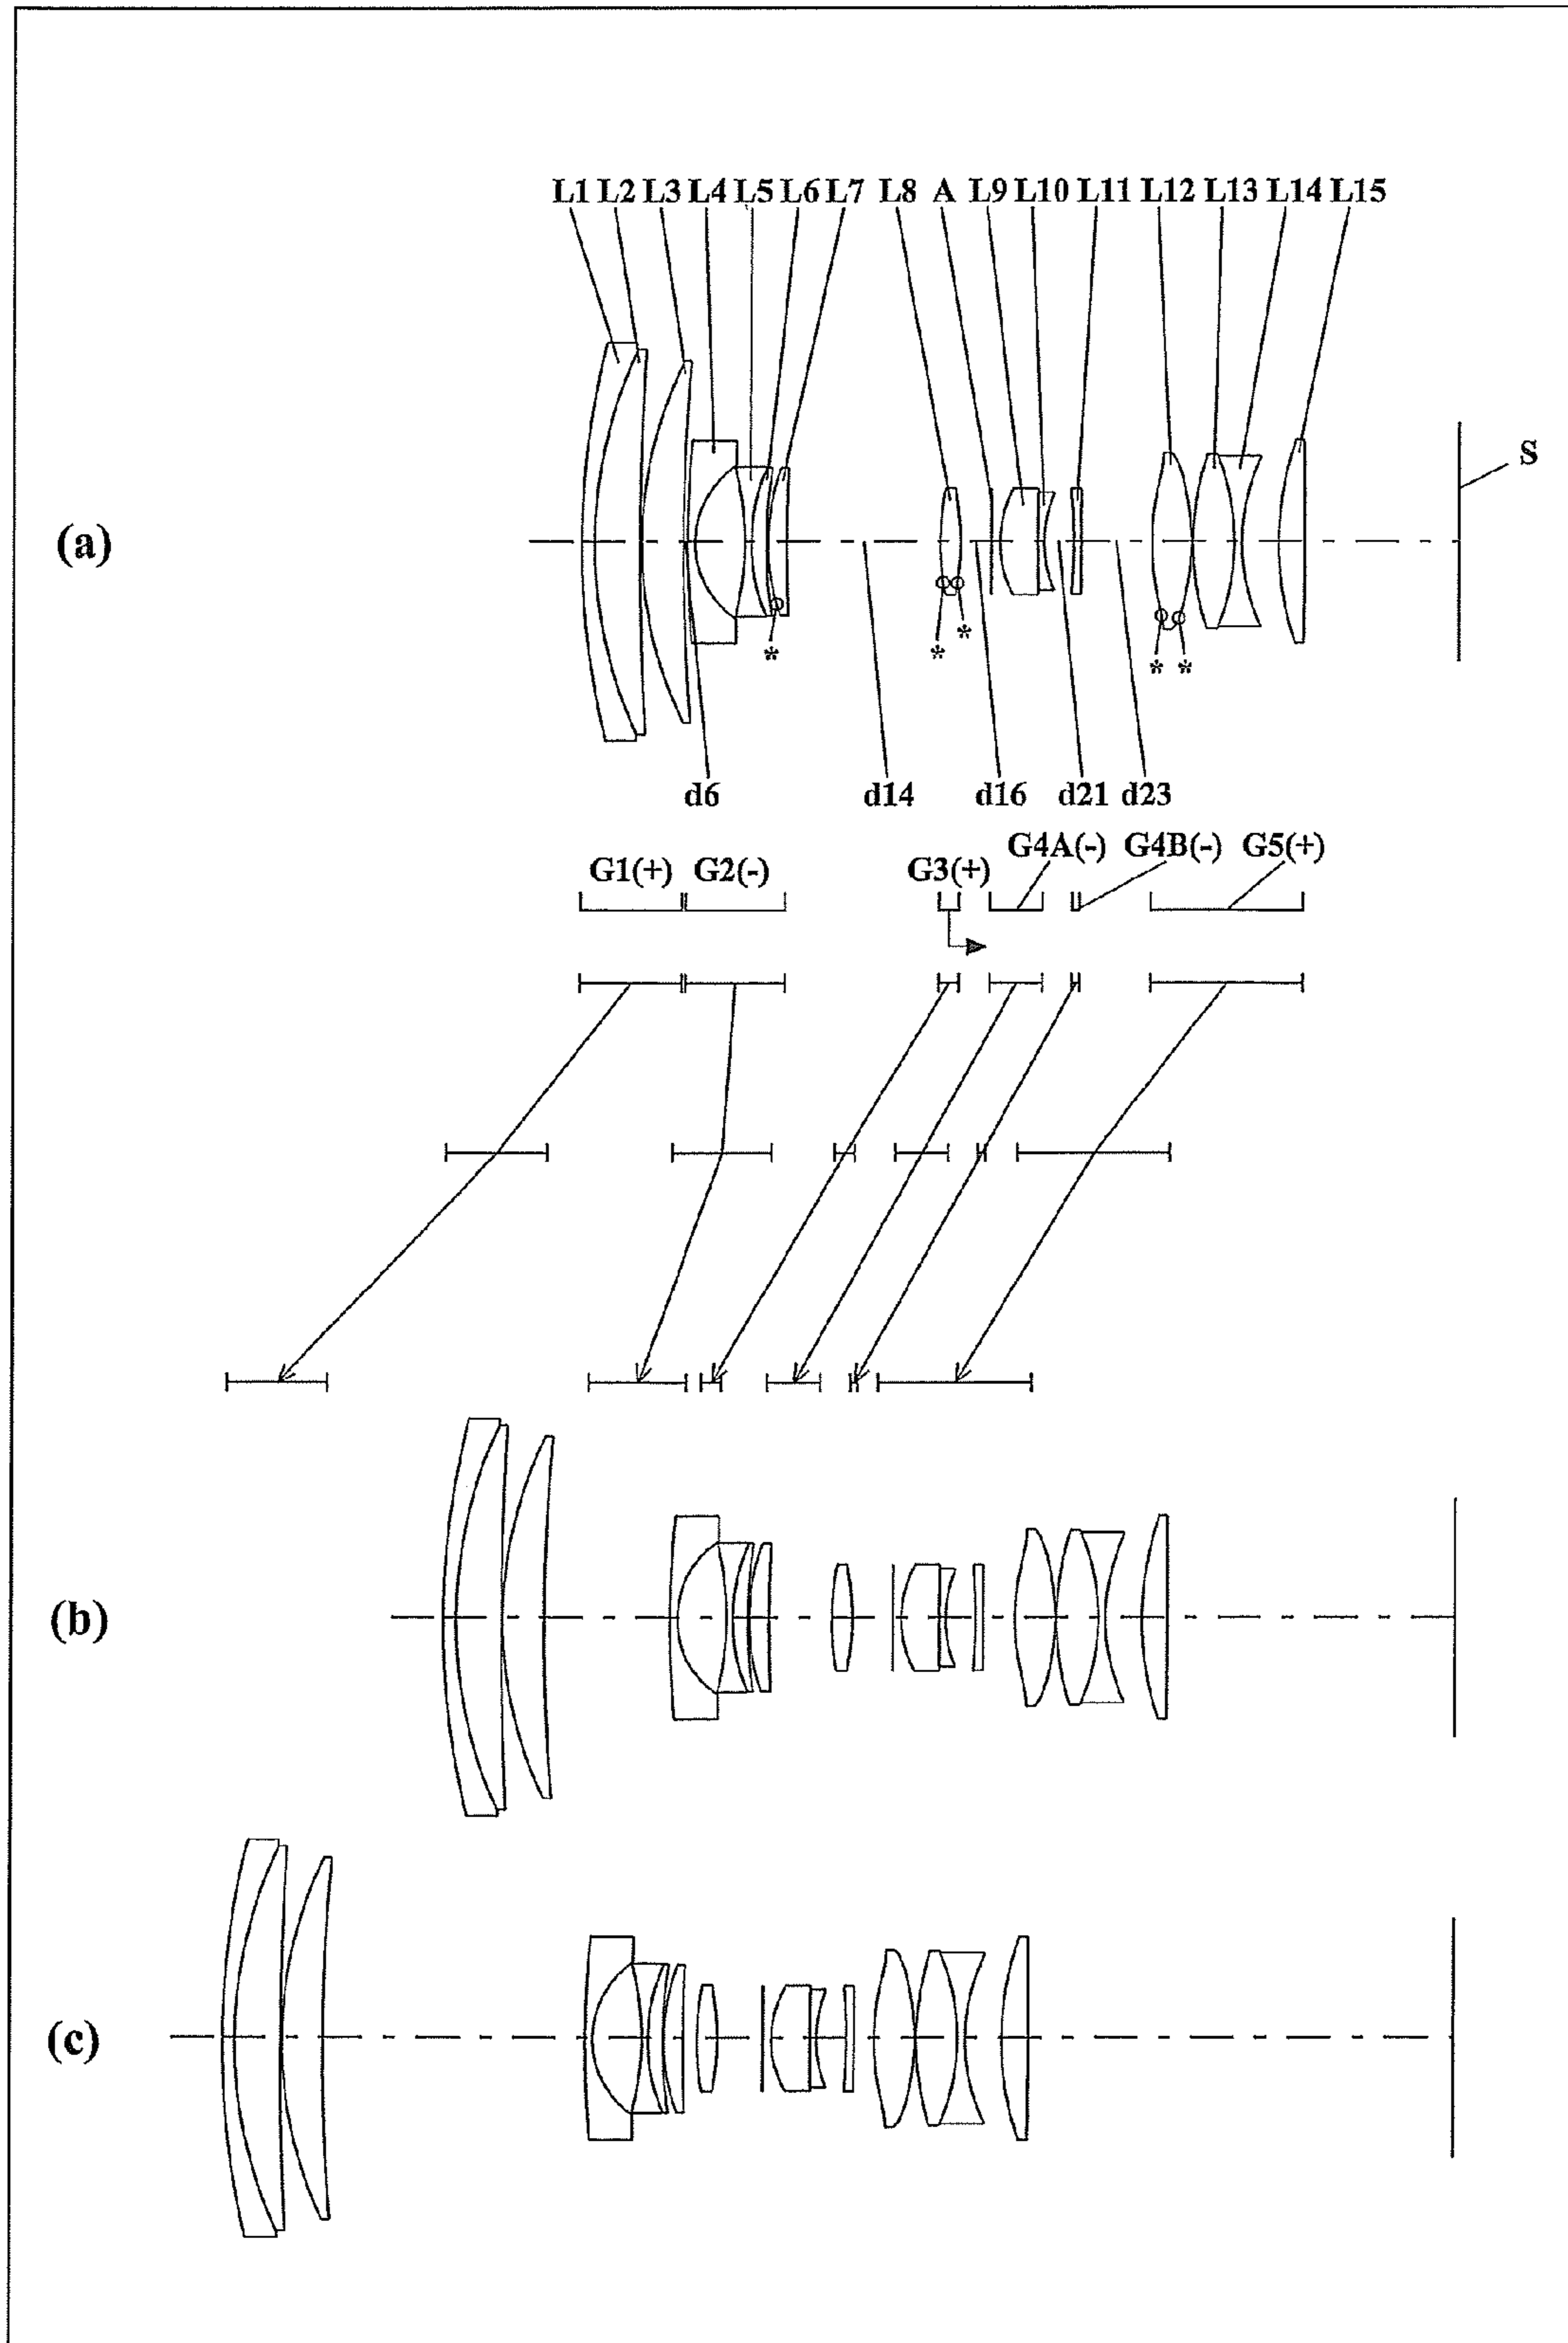 L1 L2 L3 L4 L5 L6 L7 L8 A L9 L10 L11 L12 L13 L14 L15
S
(a)
* * * * *
d6 d14 d16 d21 d23
G1(+) G2(-) G3(+) G4A(-) G4B(-) G5(+)
(b)
(c)